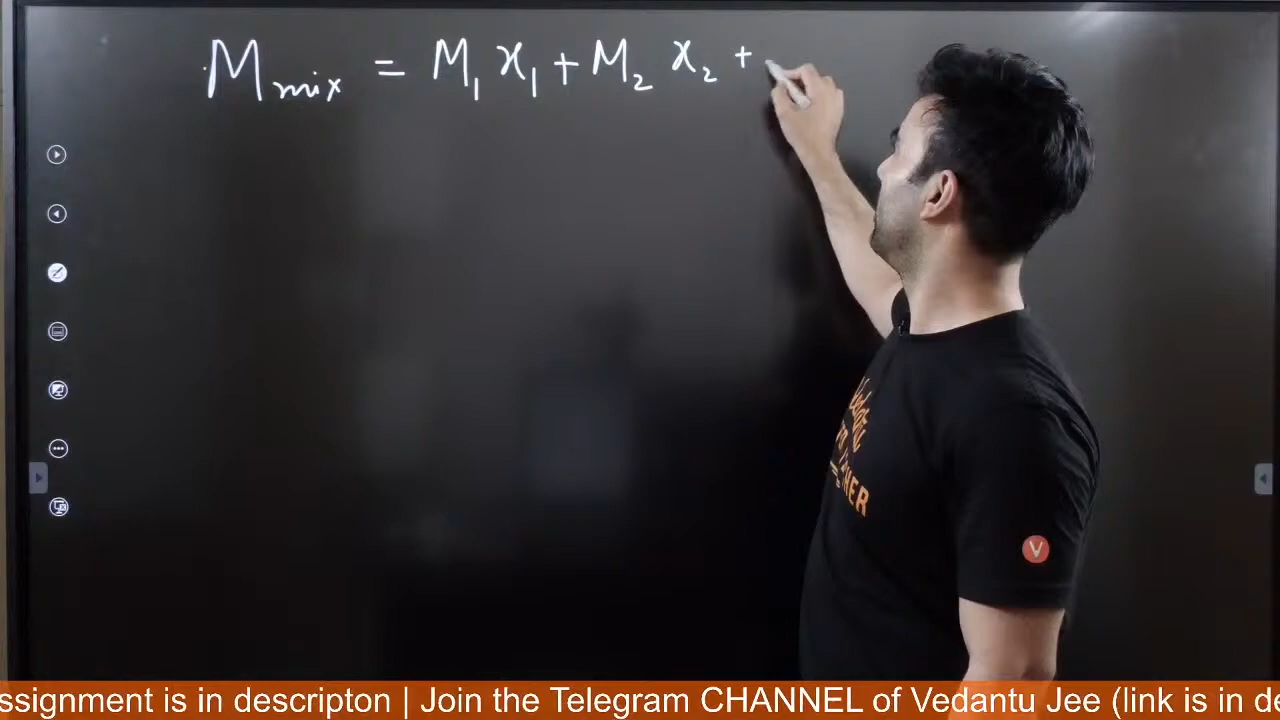 M mix = M₁ x₁ + M₂ x₂ +
V
ssignment is in descripton | Join the Telegram CHANNEL of Vedantu Jee (link is in de